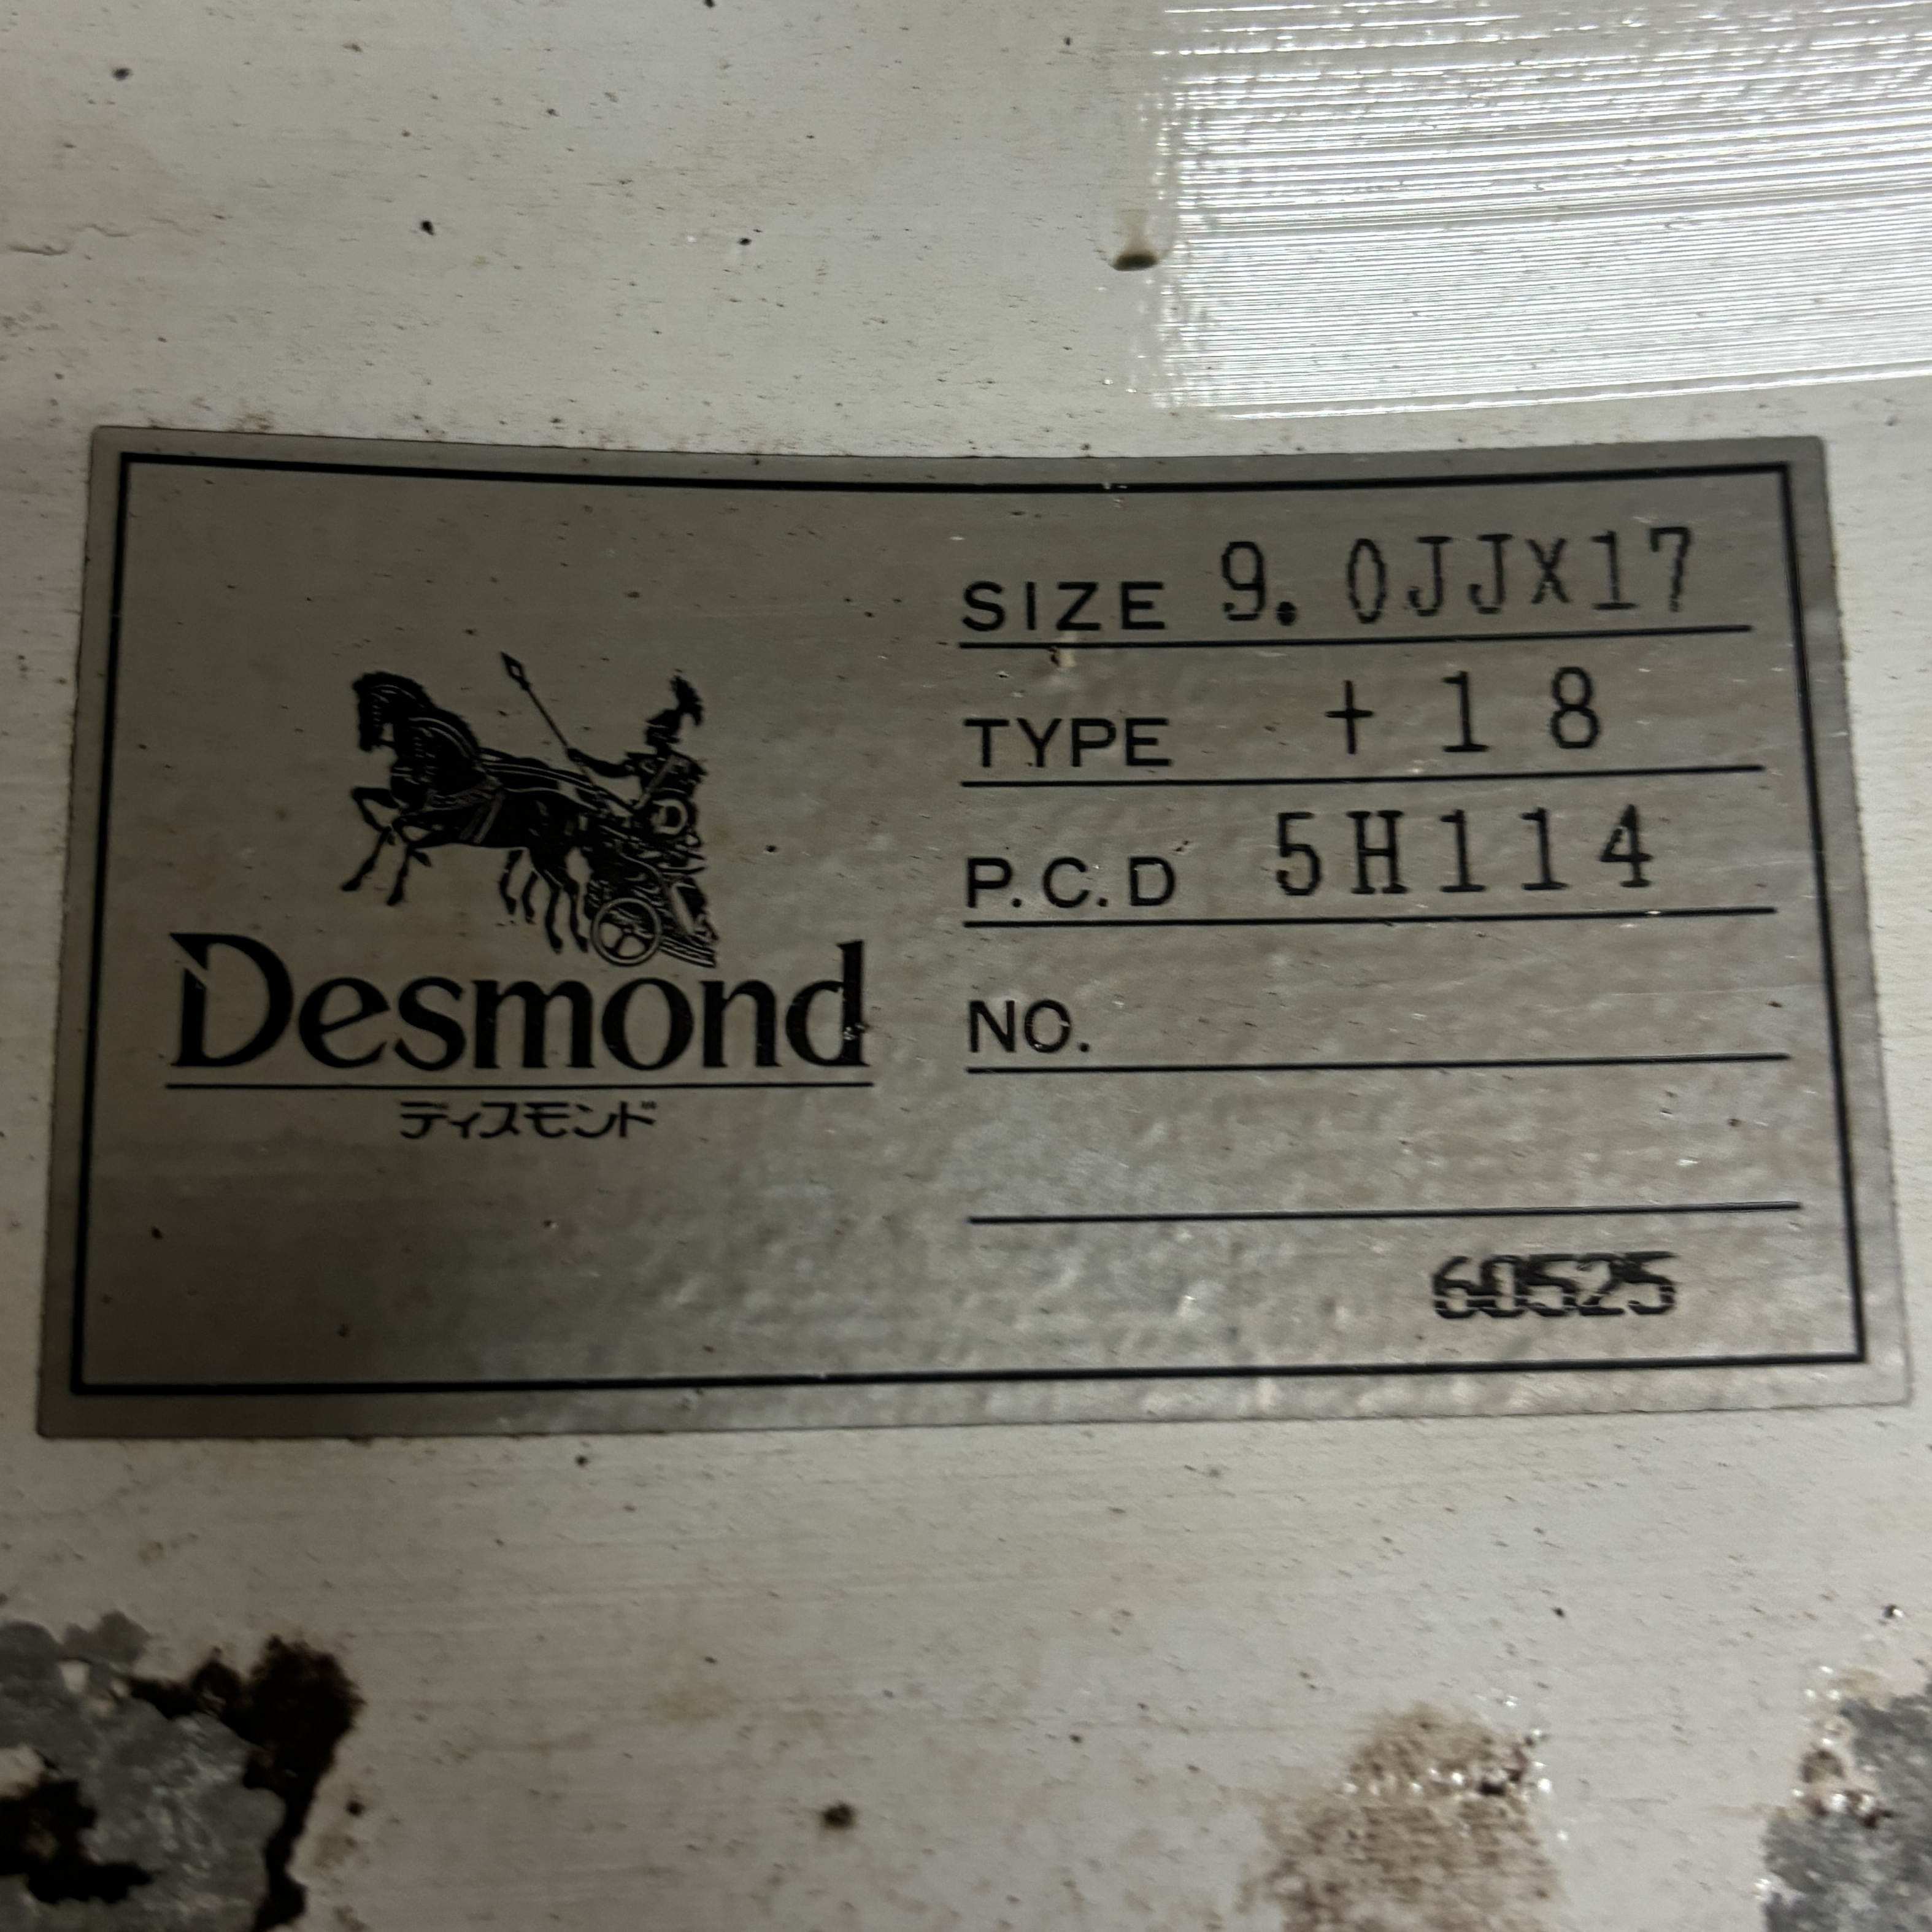 Desmond
ディスモンド
SIZE 9.0JJX17
TYPE +18
P.C.D 5H114
NO.
60525